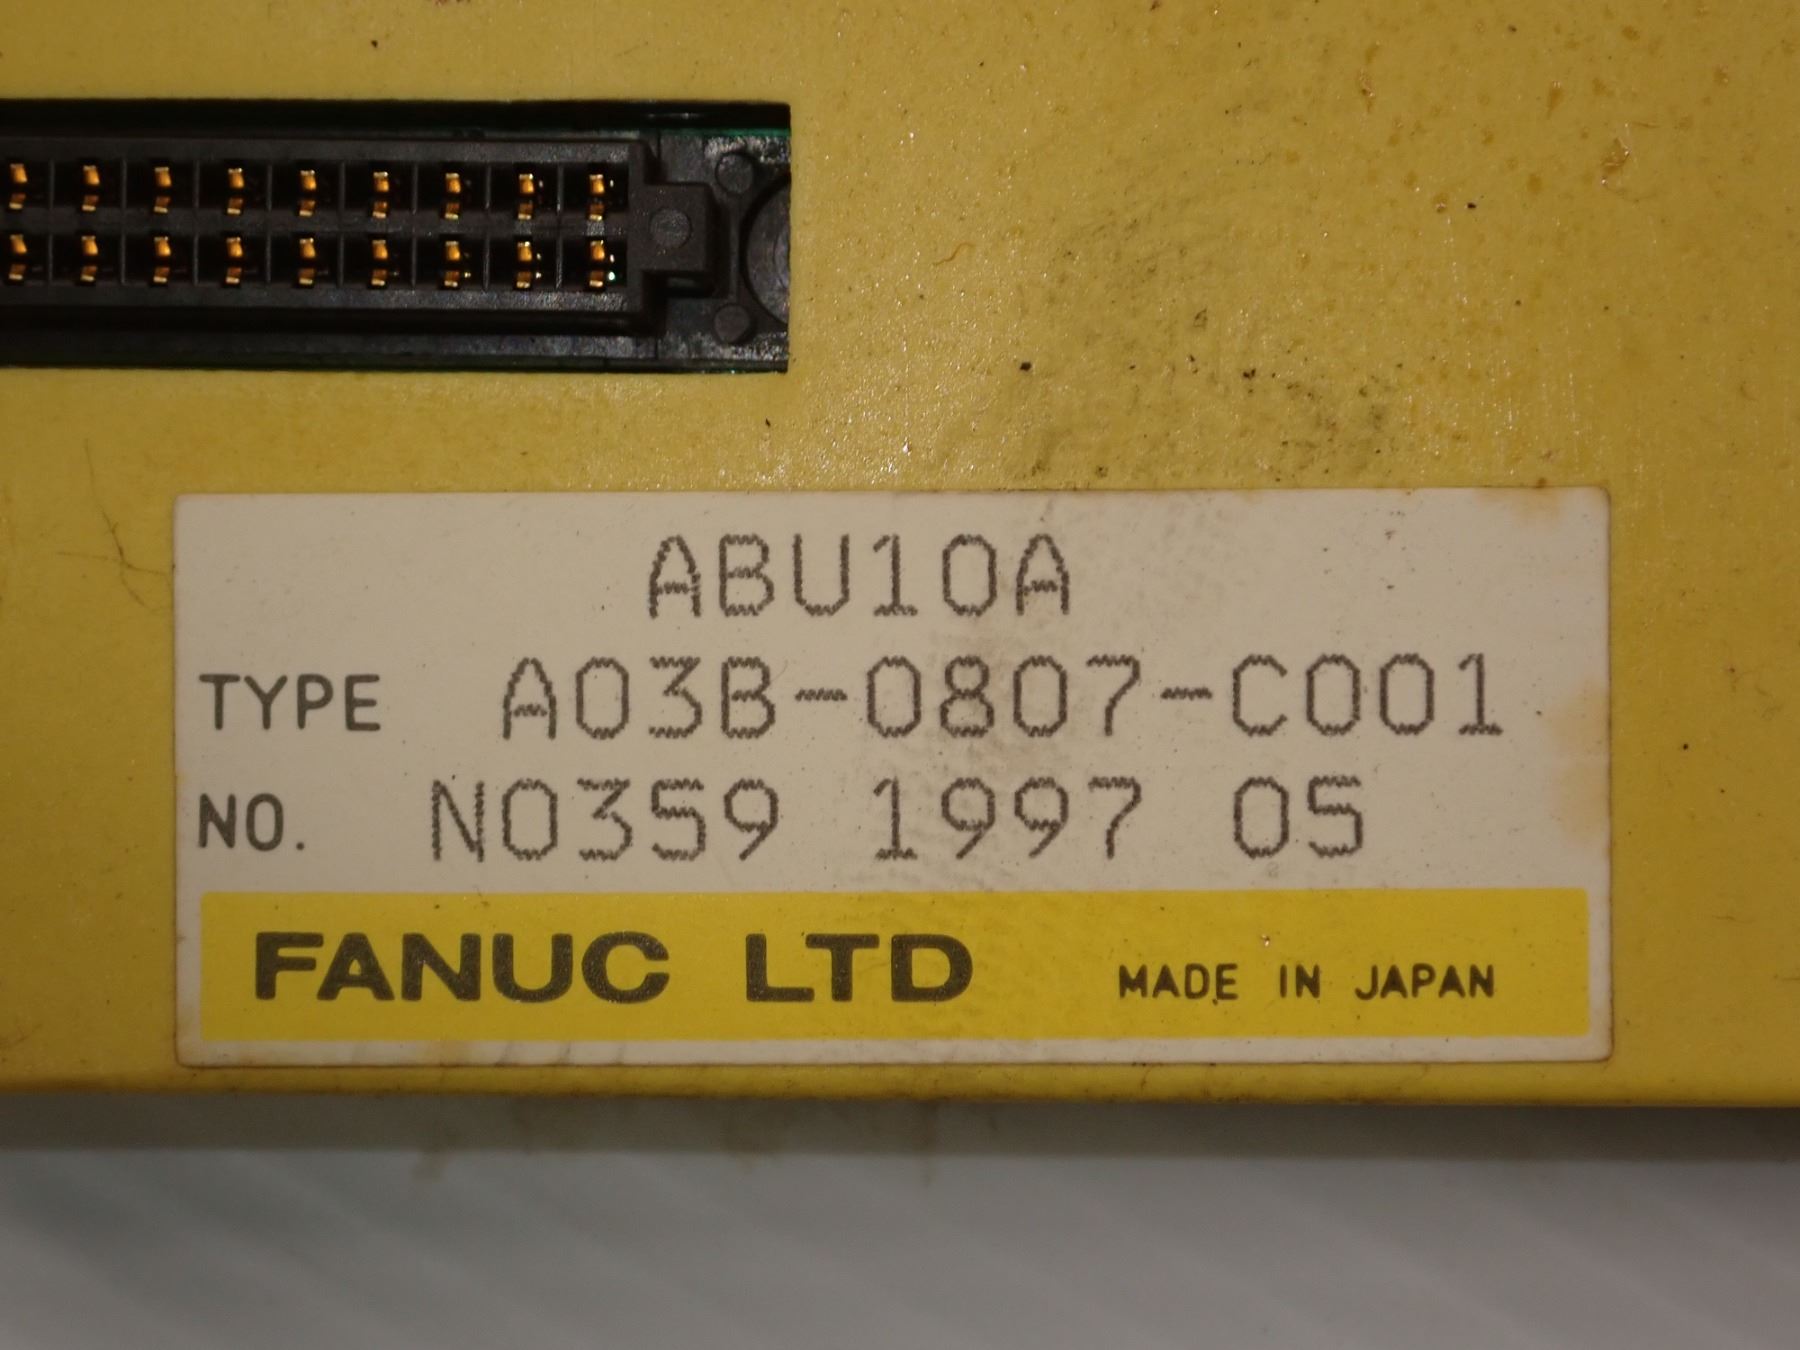 ABU10A
TYPE A03B-0807-C001
NO. N0359 1997 05
FANUC LTD MADE IN JAPAN